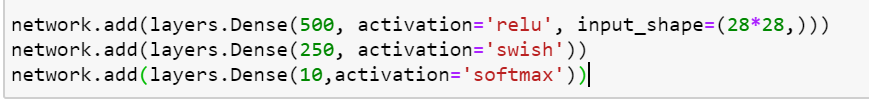 network.add(layers.Dense(500, activation='relu', input_shape=(28*28,)))
network.add(layers.Dense(250, activation='swish'))
network.add(layers.Dense(10,activation='softmax'))